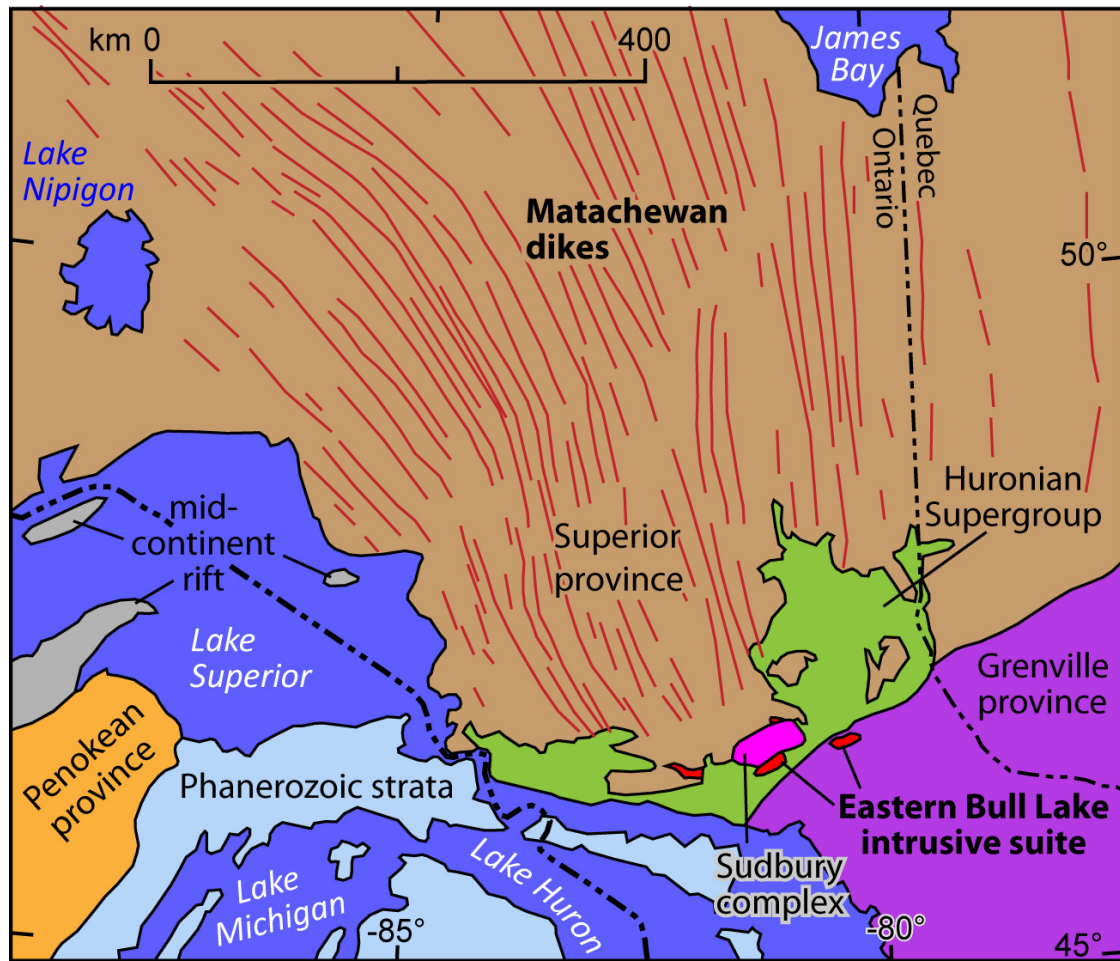 km 0
400
James
Bay
Quebec
Ontario
Lake
Nipigon
Matachewan
dikes
50°
Huronian
Supergroup
mid-
continent
rift
Superior
province
Lake
Superior
Grenville
province
Penokean
province
Phanerozoic strata
Eastern Bull Lake
intrusive suite
Sudbury
complex
Lake
Michigan
Lake Huron
-85°
-80°
45°